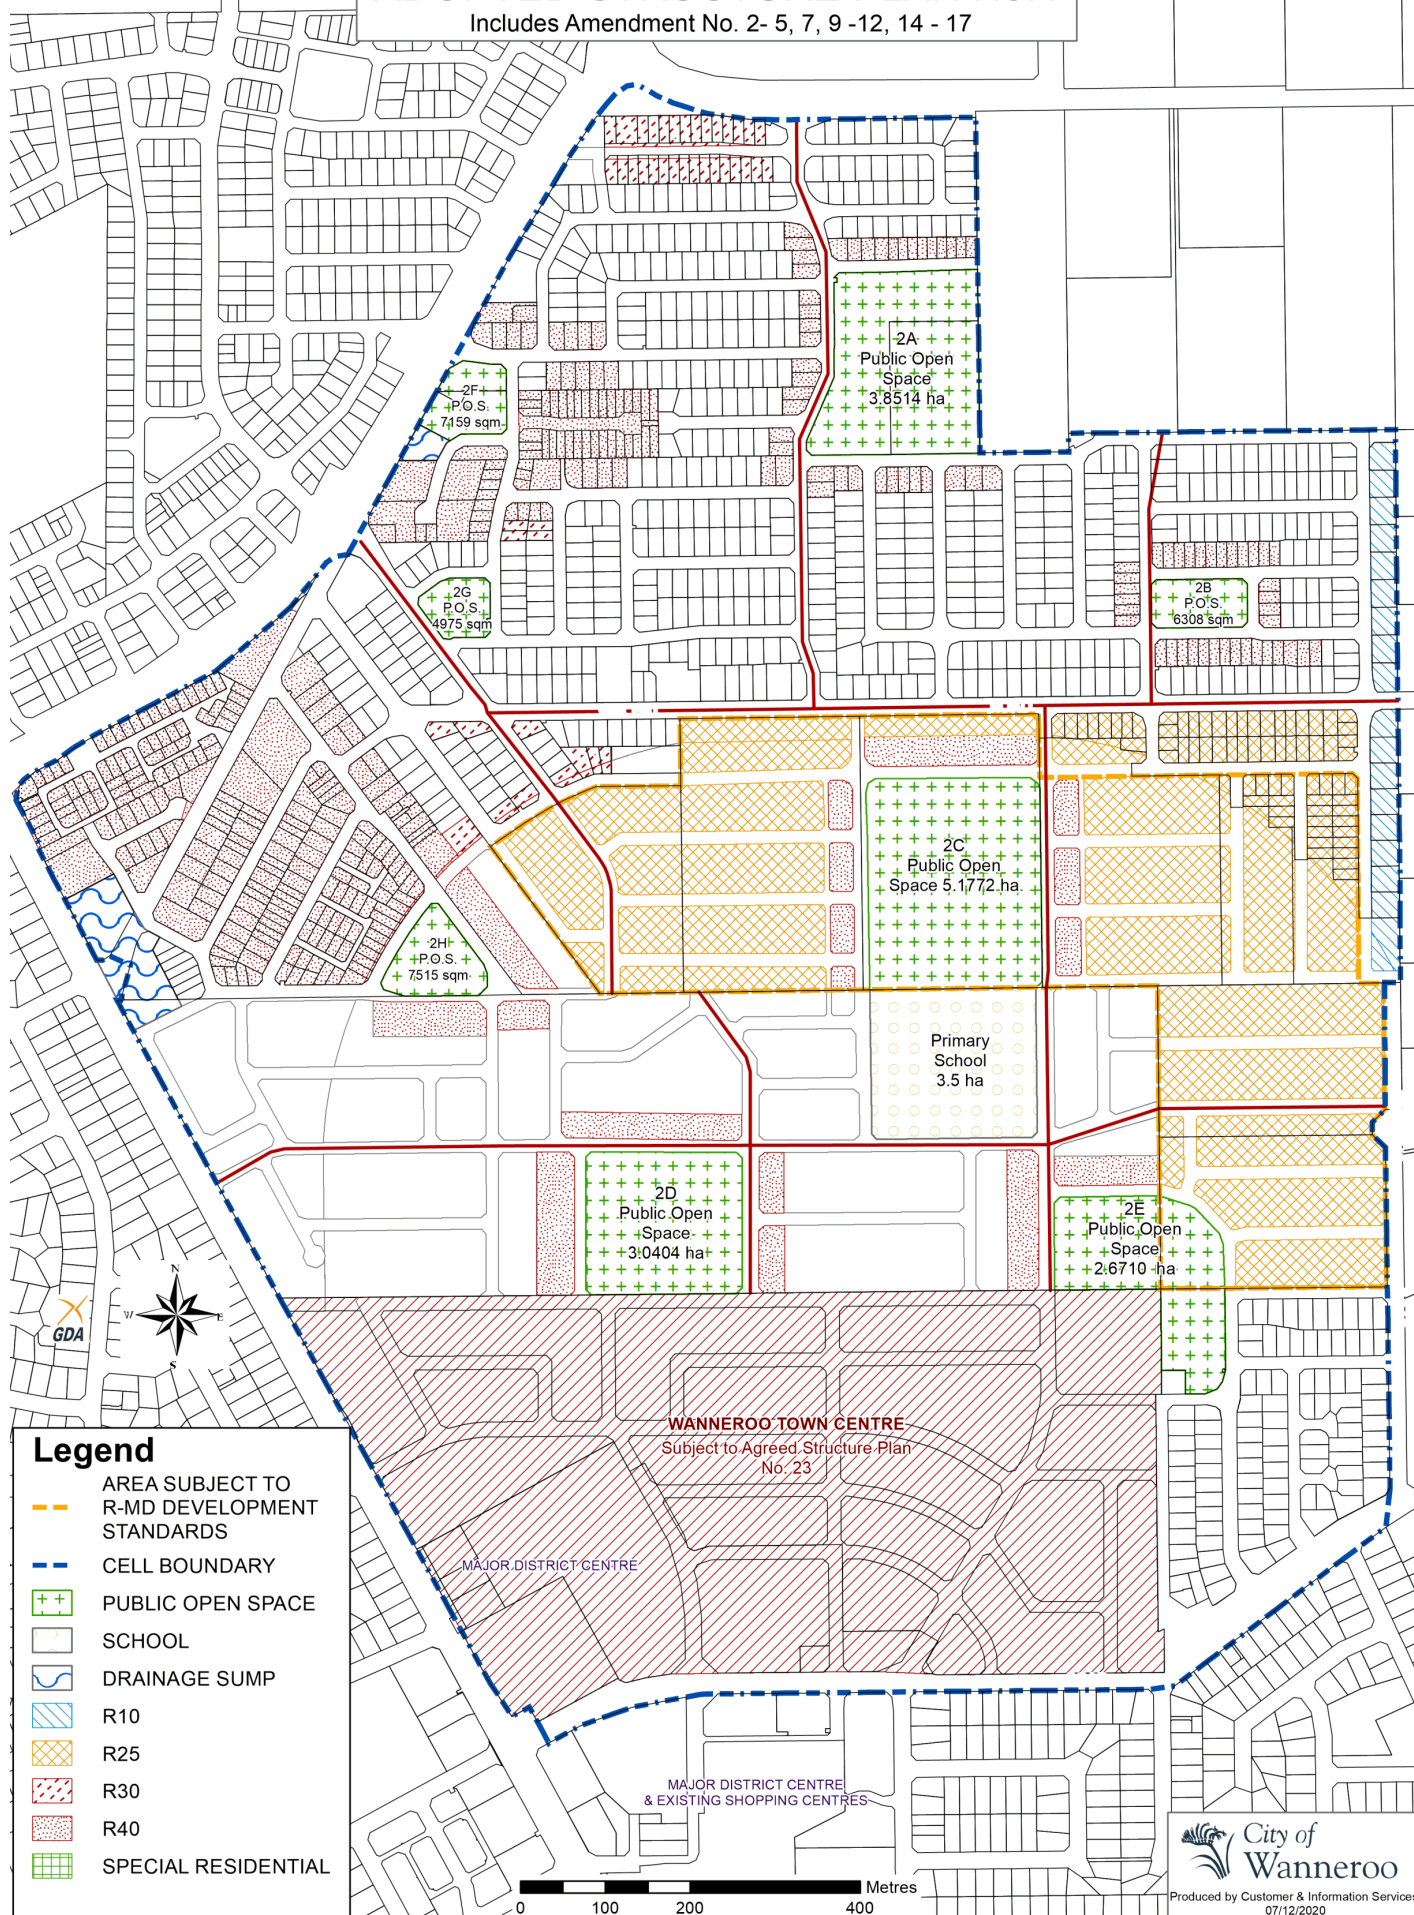 Includes Amendment No. 2- 5, 7, 9 -12, 14 - 17
2A
Public Open
Space
3.8514 ha
2F
P.O.S.
7159 sqm
2G
P.O.S.
4975 sqm
2B
P.O.S.
6308 sqm
2C
Public Open
Space 5.1772 ha
2H
P.O.S.
7515 sqm
Primary
School
3.5 ha
2D
Public Open
Space
3.0404 ha
2E
Public Open
Space
2.6710 ha
N
W
E
S
GDA
WANNEROO TOWN CENTRE
Subject to Agreed Structure Plan
No. 23
MAJOR DISTRICT CENTRE
MAJOR DISTRICT CENTRE
& EXISTING SHOPPING CENTRES
Legend
AREA SUBJECT TO
R-MD DEVELOPMENT
STANDARDS
CELL BOUNDARY
PUBLIC OPEN SPACE
SCHOOL
DRAINAGE SUMP
R10
R25
R30
R40
SPECIAL RESIDENTIAL
Metres
0 100 200 400
City of
Wanneroo
Produced by Customer & Information Services
07/12/2020